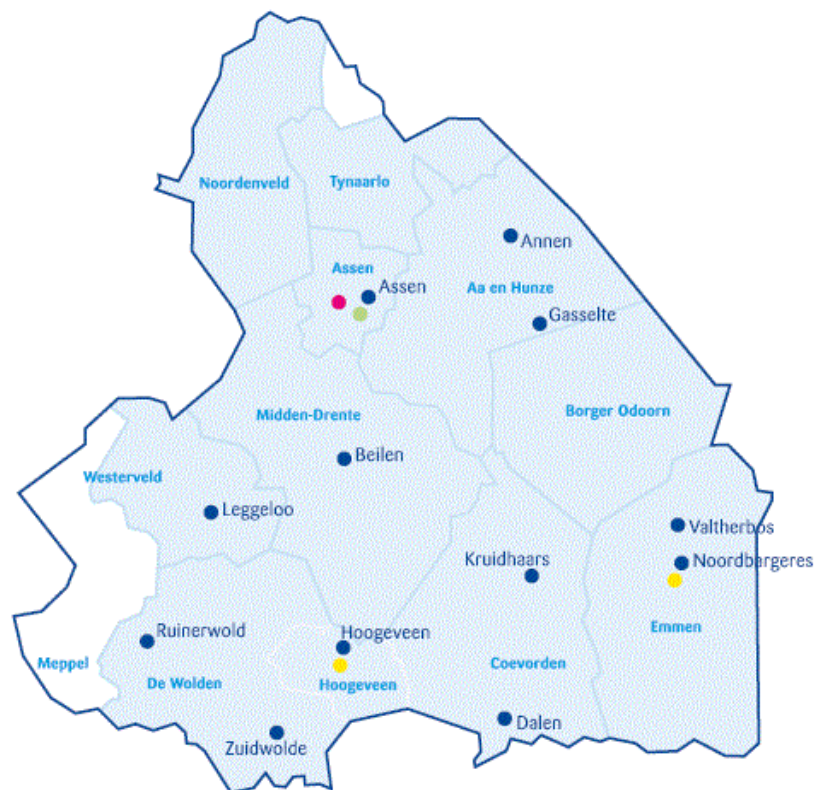 Noordenveld
Tynaarlo
Annen
Assen
Assen
Aa en Hunze
Gasselte
Midden-Drente
Borger Odoorn
Beilen
Westerveld
Leggeloo
Valtherbos
Kruidhaars
Noordbargeres
Ruinerwold
Hoogeveen
Emmen
Meppel
De Wolden
Hoogeveen
Coevorden
Zuidwolde
Dalen